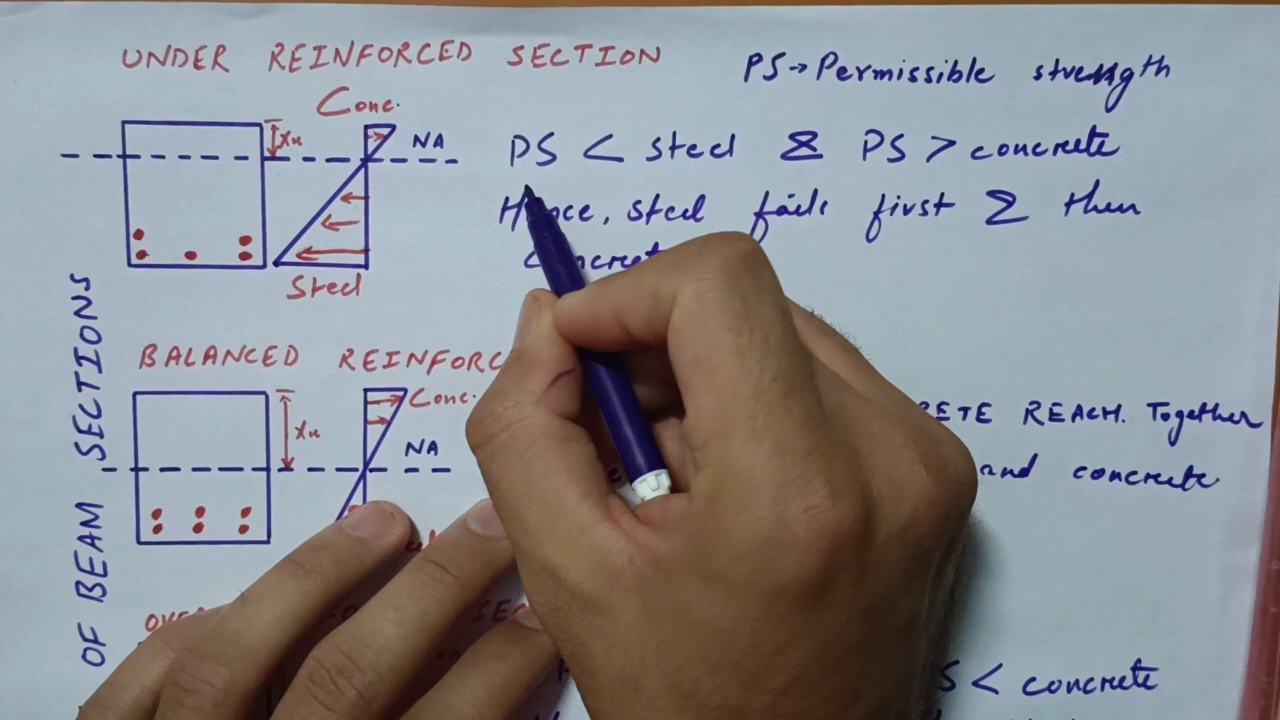 UNDER REINFORCED SECTION
PS→Permissible strength
Conc.
Xu
NA
PS < steel & PS > concrete
Hence, steel fails first & then
concrete
Steel
OF BEAM SECTIONS
BALANCED REINFORC
Conc.
Xu
NA
REACH. Together
and concrete
S < concrete